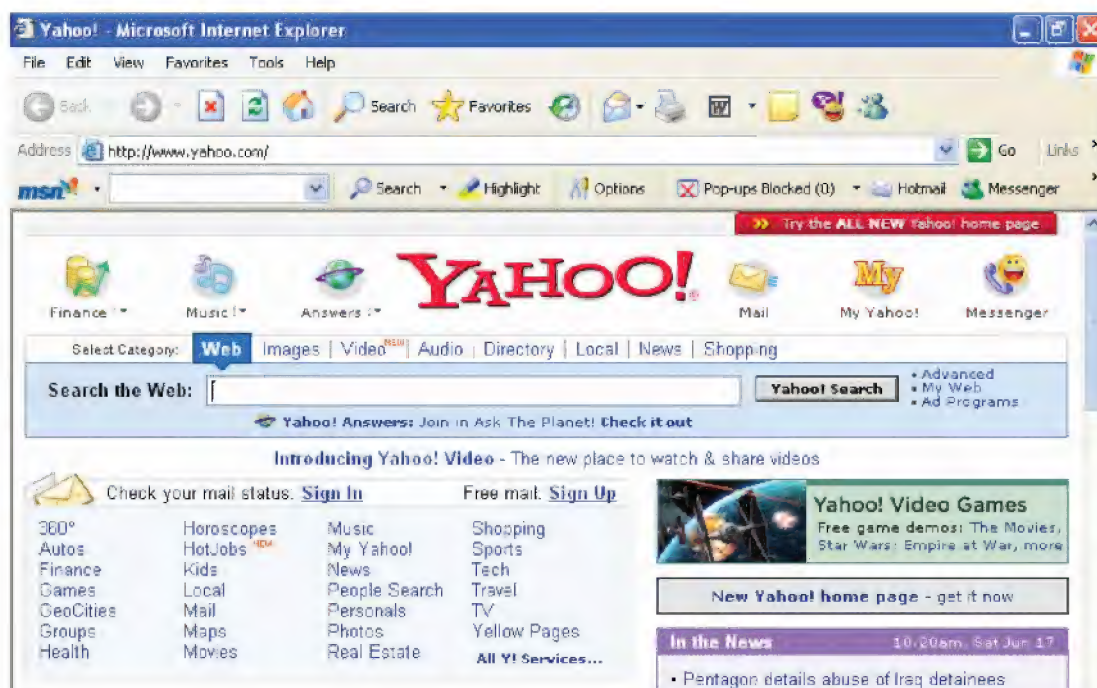 Yahoo! - Microsoft Internet Explorer
File Edit View Favorites Tools Help
Back Search Favorites
Address http://www.yahoo.com/ Go Links
msn Search Highlight Options Pop-ups Blocked (0) Hotmail Messenger
Try the ALL NEW Yahoo! home page
YAHOO!
Finance Music Answers Mail My Yahoo! Messenger
Select Category: Web Images | Video NEW | Audio | Directory | Local | News | Shopping
Search the Web: Yahoo! Search
• Advanced
• My Web
• Ad Programs
Yahoo! Answers: Join in Ask The Planet! Check it out
Introducing Yahoo! Video - The new place to watch & share videos
Check your mail status. Sign In Free mail. Sign Up
360° Horoscopes Music Shopping
Autos HotJobs NEW My Yahoo! Sports
Finance Kids News Tech
Games Local People Search Travel
GeoCities Mail Personals TV
Groups Maps Photos Yellow Pages
Health Movies Real Estate All Y! Services...
Yahoo! Video Games
Free game demos: The Movies,
Star Wars: Empire at War, more
New Yahoo! home page - get it now
In the News 10:20am, Sat Jun 17
• Pentagon details abuse of Iraq detainees